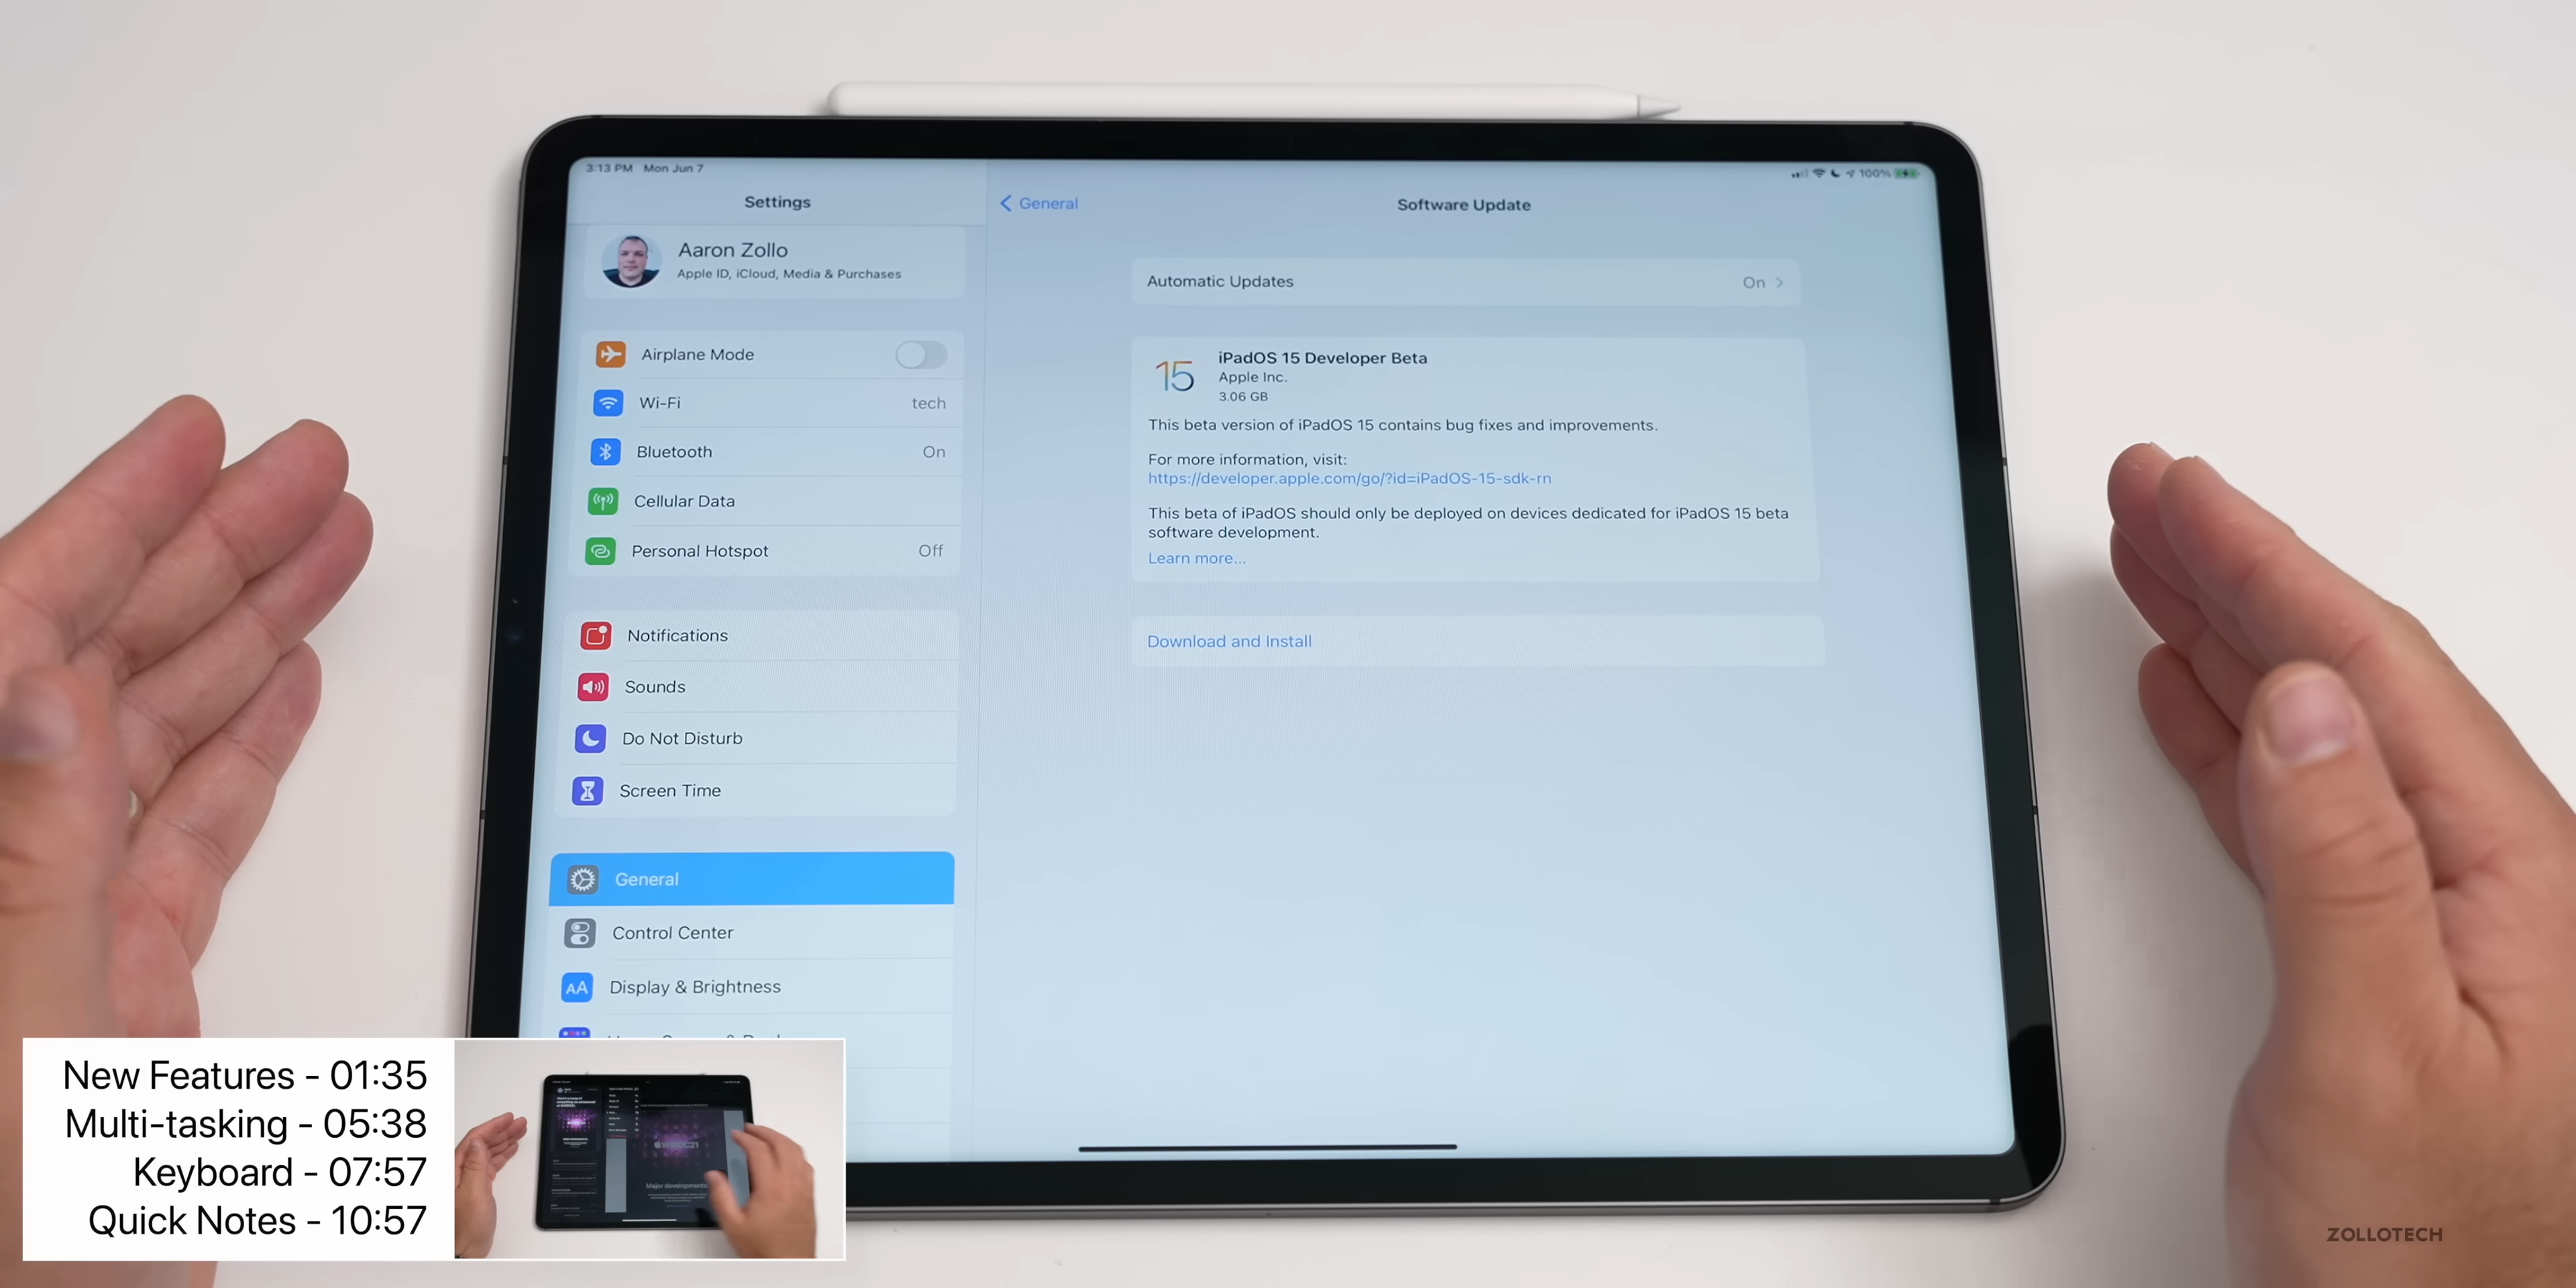 3:13 PM Mon Jun 7
100%
Settings
Aaron Zollo
Apple ID, iCloud, Media & Purchases
Airplane Mode
Wi-Fi tech
Bluetooth On
Cellular Data
Personal Hotspot Off
Notifications
Sounds
Do Not Disturb
Screen Time
General
Control Center
AA Display & Brightness
General
Software Update
Automatic Updates On
15
iPadOS 15 Developer Beta
Apple Inc.
3.06 GB
This beta version of iPadOS 15 contains bug fixes and improvements.
For more information, visit:
https://developer.apple.com/go/?id=iPadOS-15-sdk-rn
This beta of iPadOS should only be deployed on devices dedicated for iPadOS 15 beta
software development.
Learn more...
Download and Install
New Features - 01:35
Multi-tasking - 05:38
Keyboard - 07:57
Quick Notes - 10:57
Major developments
ZOLLOTECH